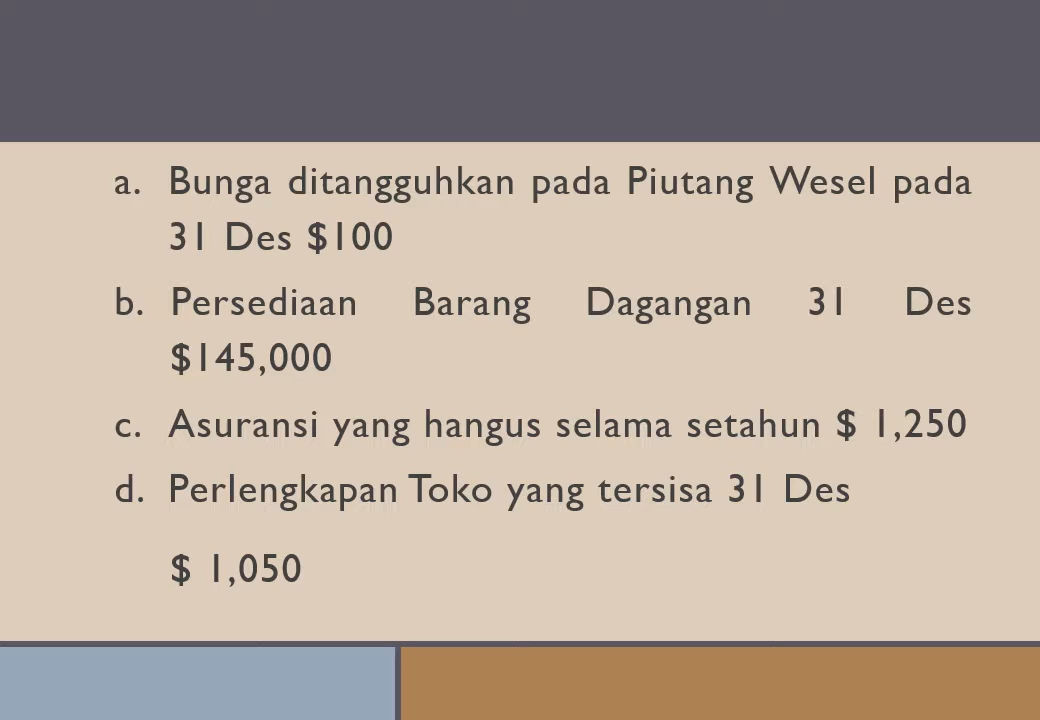 a. Bunga ditangguhkan pada Piutang Wesel pada
31 Des $100
b. Persediaan Barang Dagangan 31 Des
$145,000
c. Asuransi yang hangus selama setahun $ 1,250
d. Perlengkapan Toko yang tersisa 31 Des
$ 1,050